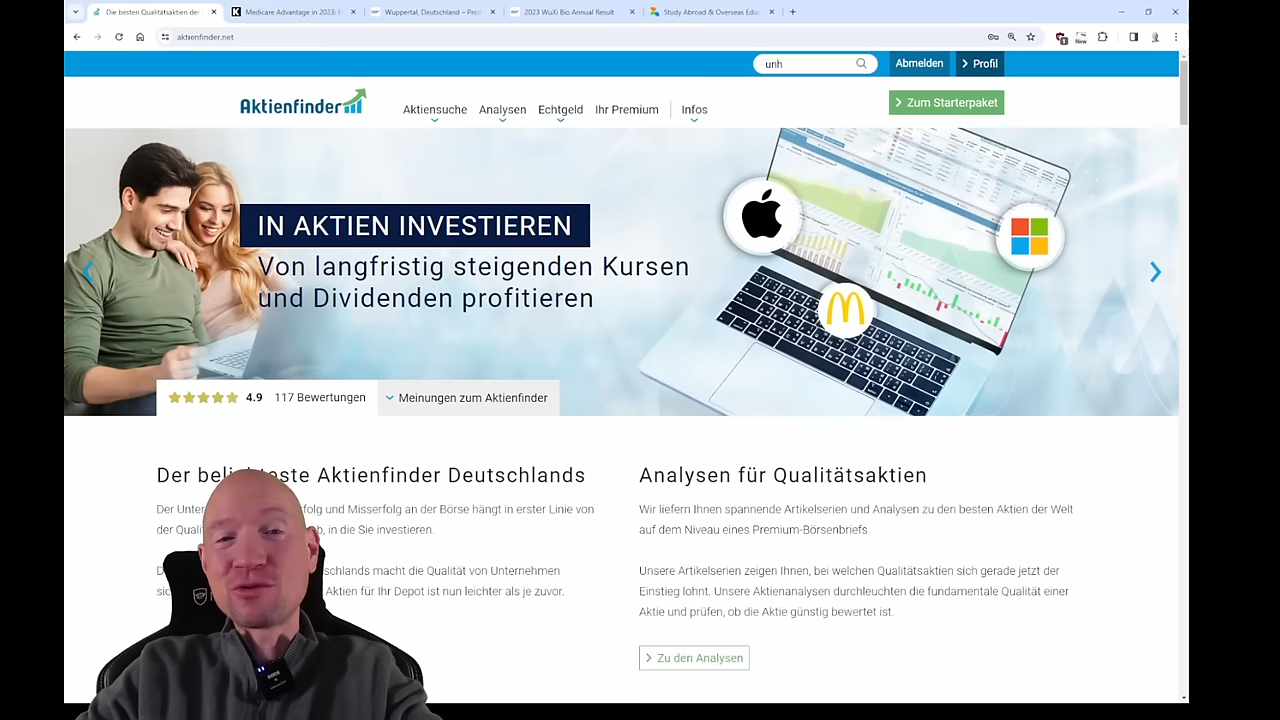 Die besten Qualitätsaktien der
Medicare Advantage in 2023: E
Wuppertal, Deutschland – Pro
2023 WuXi Bio Annual Result
Study Abroad & Overseas Edu
aktienfinder.net
New
unh
Abmelden
Profil
Aktienfinder
Aktiensuche
Analysen
Echtgeld
Ihr Premium
Infos
Zum Starterpaket
IN AKTIEN INVESTIEREN
Von langfristig steigenden Kursen
und Dividenden profitieren
4.9 117 Bewertungen
Meinungen zum Aktienfinder
Der bel este Aktienfinder Deutschlands
Der Unter folg und Misserfolg an der Börse hängt in erster Linie von
der Quali b, in die Sie investieren.
D schlands macht die Qualität von Unternehmen
sic Aktien für Ihr Depot ist nun leichter als je zuvor.
Analysen für Qualitätsaktien
Wir liefern Ihnen spannende Artikelserien und Analysen zu den besten Aktien der Welt
auf dem Niveau eines Premium-Börsenbriefs.
Unsere Artikelserien zeigen Ihnen, bei welchen Qualitätsaktien sich gerade jetzt der
Einstieg lohnt. Unsere Aktienanalysen durchleuchten die fundamentale Qualität einer
Aktie und prüfen, ob die Aktie günstig bewertet ist.
Zu den Analysen